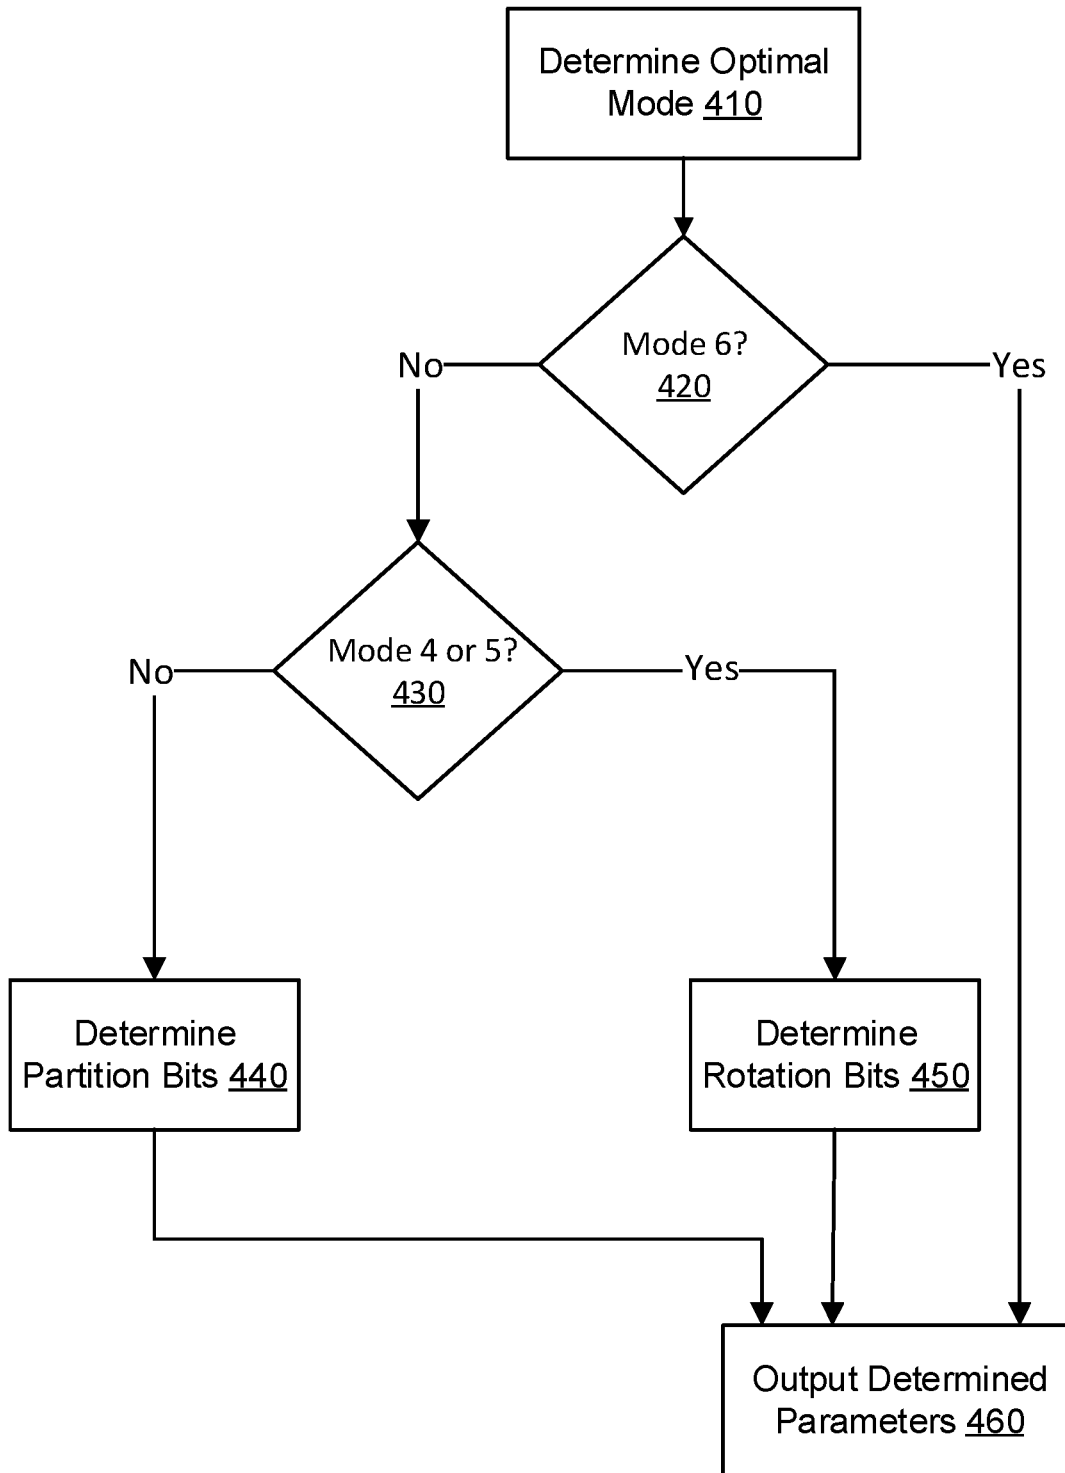 Determine Optimal
Mode 410
Mode 6?
420
No
Yes
Mode 4 or 5?
430
No
Yes
Determine
Partition Bits 440
Determine
Rotation Bits 450
Output Determined
Parameters 460